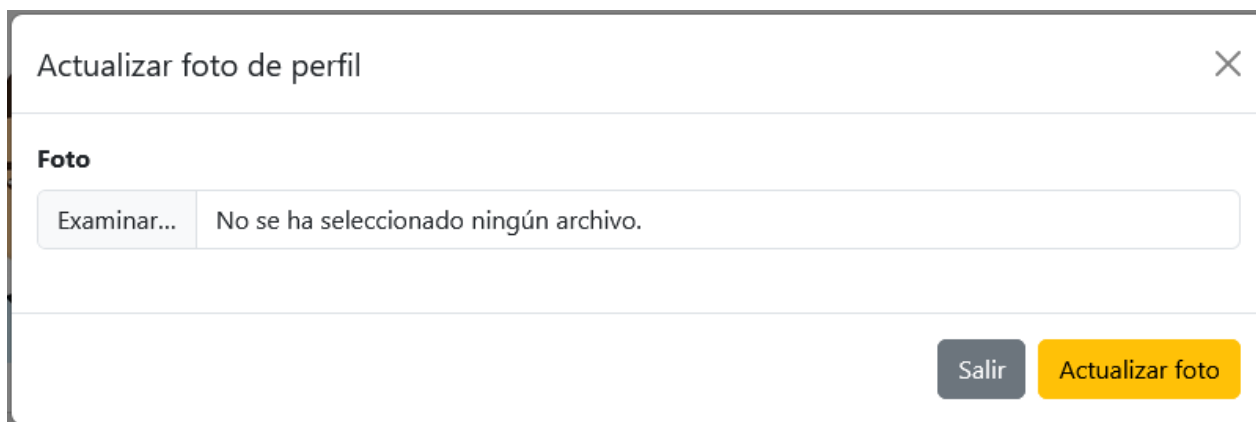 Actualizar foto de perfil
Foto
Examinar... No se ha seleccionado ningún archivo.
Salir Actualizar foto